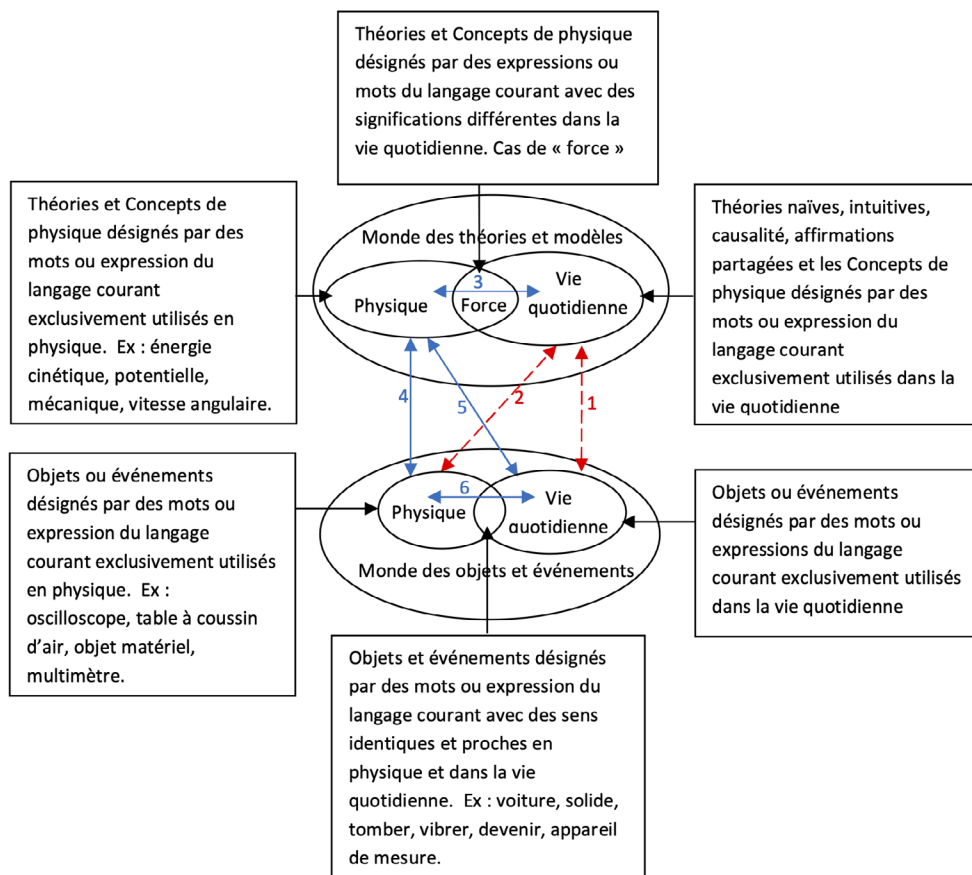 Théories et Concepts de physique
désignés par des expressions ou
mots du langage courant avec des
significations différentes dans la
vie quotidienne. Cas de « force »
Théories et Concepts de
physique désignés par des
mots ou expression du
langage courant
exclusivement utilisés en
physique.  Ex : énergie
cinétique, potentielle,
mécanique, vitesse angulaire.
Monde des théories et modèles
Physique
3
Force
Vie
quotidienne
Théories naïves, intuitives,
causalité, affirmations
partagées et les Concepts de
physique désignés par des
mots ou expression du
langage courant
exclusivement utilisés dans la
vie quotidienne
4
5
2
1
Objets ou événements
désignés par des mots ou
expression du langage
courant exclusivement utilisés
en physique.  Ex :
oscilloscope, table à coussin
d’air, objet matériel,
multimètre.
6
Physique
Vie
quotidienne
Monde des objets et événements
Objets ou événements
désignés par des mots ou
expressions du langage
courant exclusivement utilisés
dans la vie quotidienne
Objets et événements désignés
par des mots ou expression du
langage courant avec des sens
identiques et proches en
physique et dans la vie
quotidienne.  Ex : voiture, solide,
tomber, vibrer, devenir, appareil
de mesure.